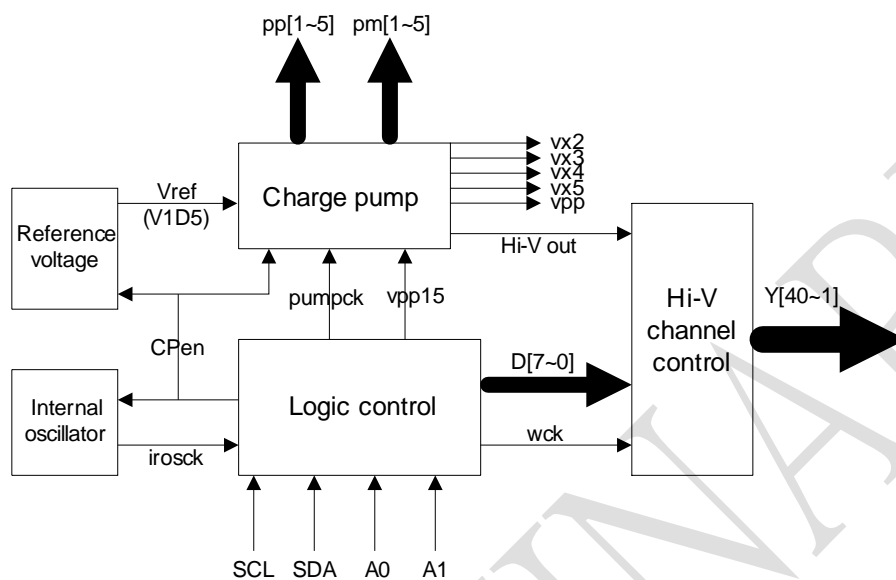 pp[1~5]
pm[1~5]
vx2
vx3
vx4
vx5
vpp
Vref
(V1D5)
Charge pump
Reference
voltage
Hi-V out
pumpck
vpp15
Hi-V
channel
control
Y[40~1]
CPen
D[7~0]
Internal
oscillator
Logic control
irosck
wck
SCL
SDA
A0
A1